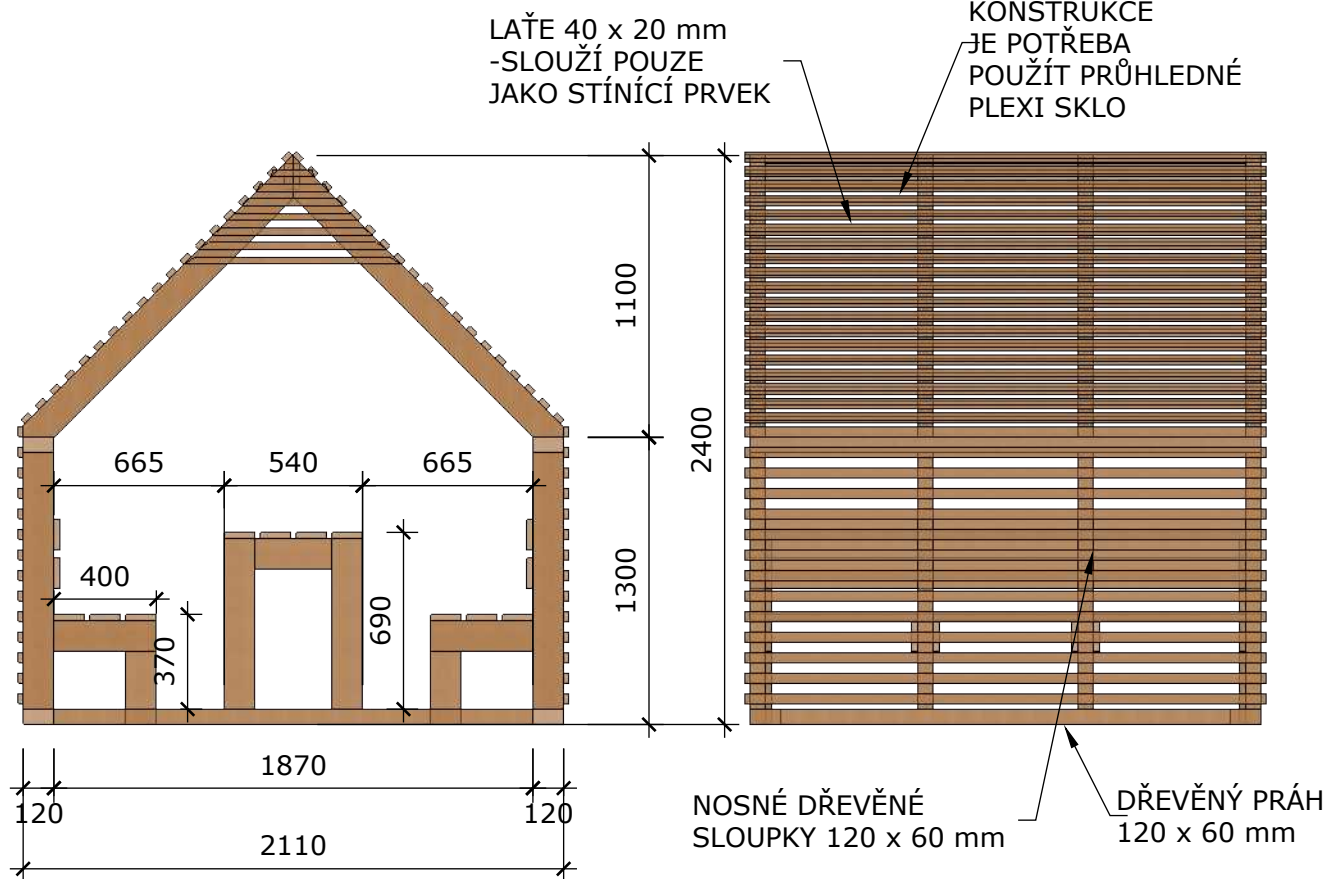 LAŤE 40 x 20 mm
-SLOUŽÍ POUZE
JAKO STÍNÍCÍ PRVEK
KONSTRUKCE
JE POTŘEBA
POUŽÍT PRŮHLEDNÉ
PLEXI SKLO
1100
2400
1300
665
540
665
400
370
690
1870
120
120
2110
NOSNÉ DŘEVĚNÉ
SLOUPKY 120 x 60 mm
DŘEVĚNÝ PRÁH
120 x 60 mm